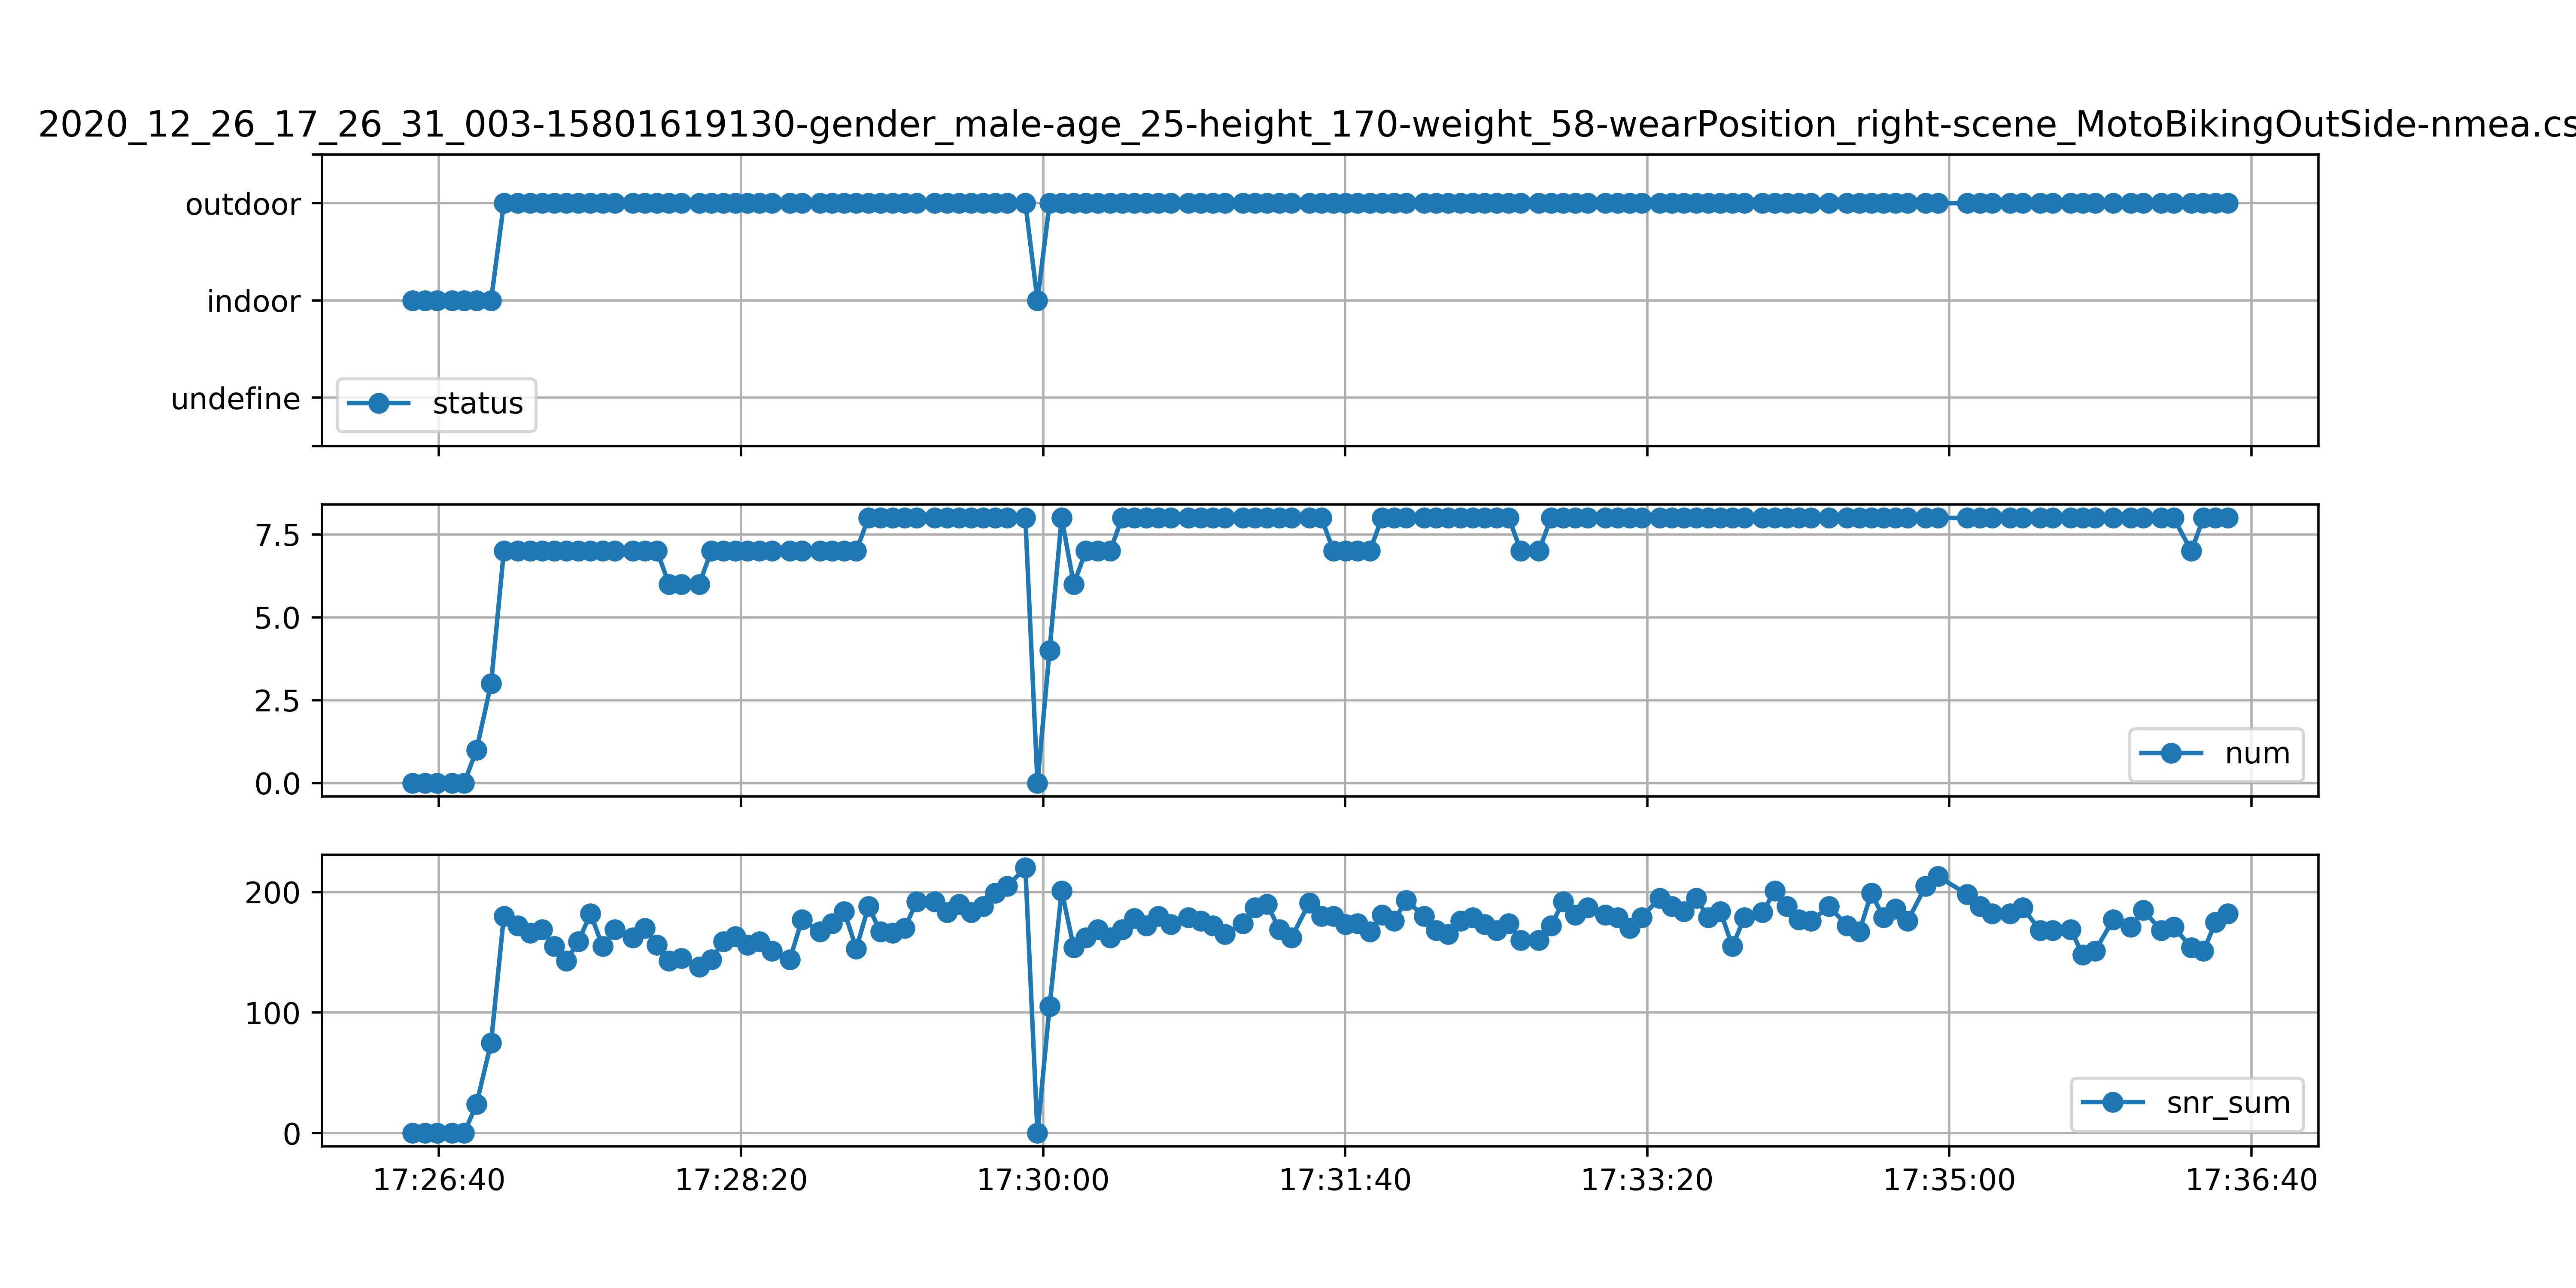 2020_12_26_17_26_31_003-15801619130-gender_male-age_25-height_170-weight_58-wearPosition_right-scene_MotoBikingOutSide-nmea.cs
outdoor
indoor
undefine
status
7.5
5.0
2.5
0.0
num
200
100
0
snr_sum
17:26:40 17:28:20 17:30:00 17:31:40 17:33:20 17:35:00 17:36:40